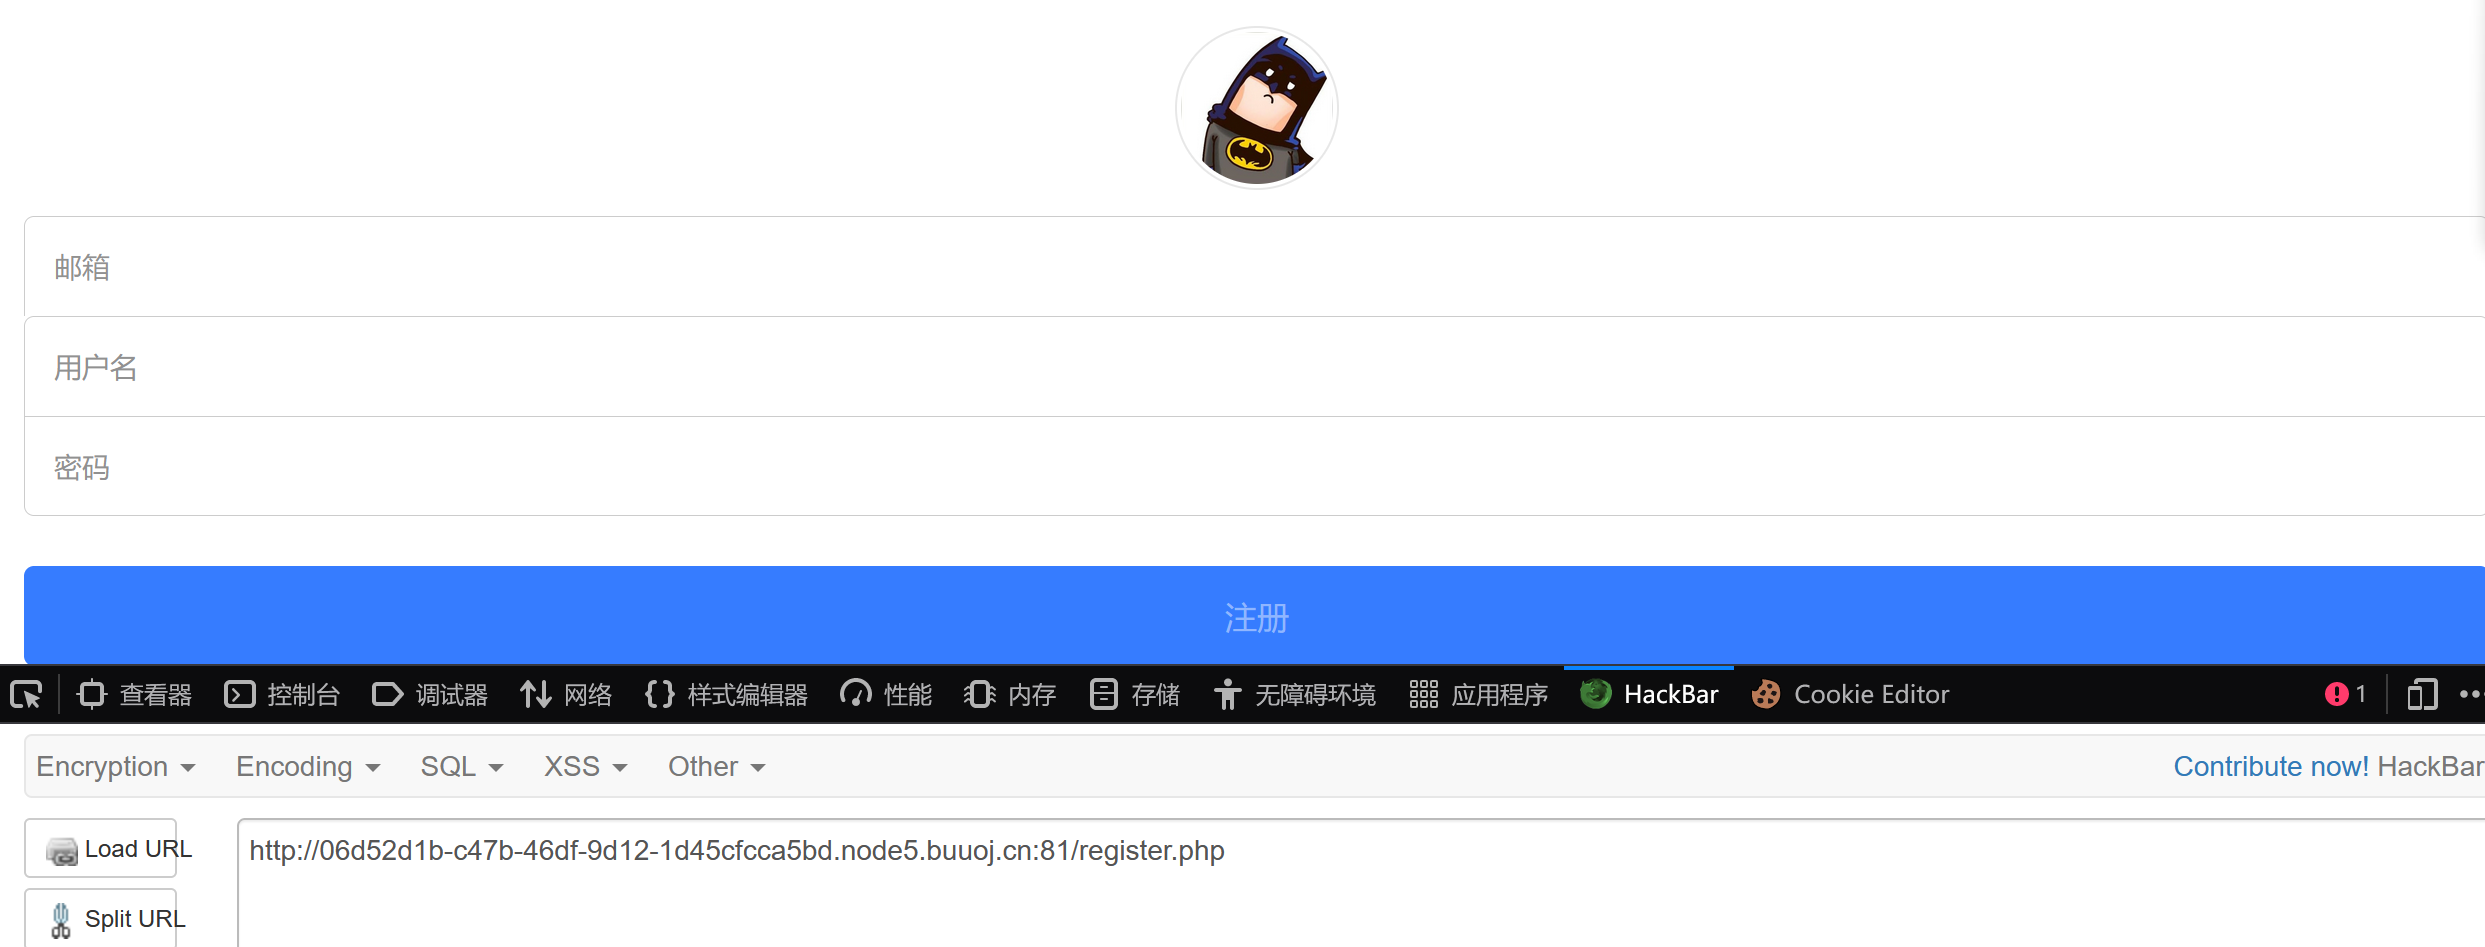 邮箱
用户名
密码
注册
查看器 控制台 调试器 网络 样式编辑器 性能 内存 存储 无障碍环境 应用程序 HackBar Cookie Editor 1
Encryption Encoding SQL XSS Other Contribute now! HackBar
Load URL http://06d52d1b-c47b-46df-9d12-1d45cfcca5bd.node5.buuoj.cn:81/register.php
Split URL